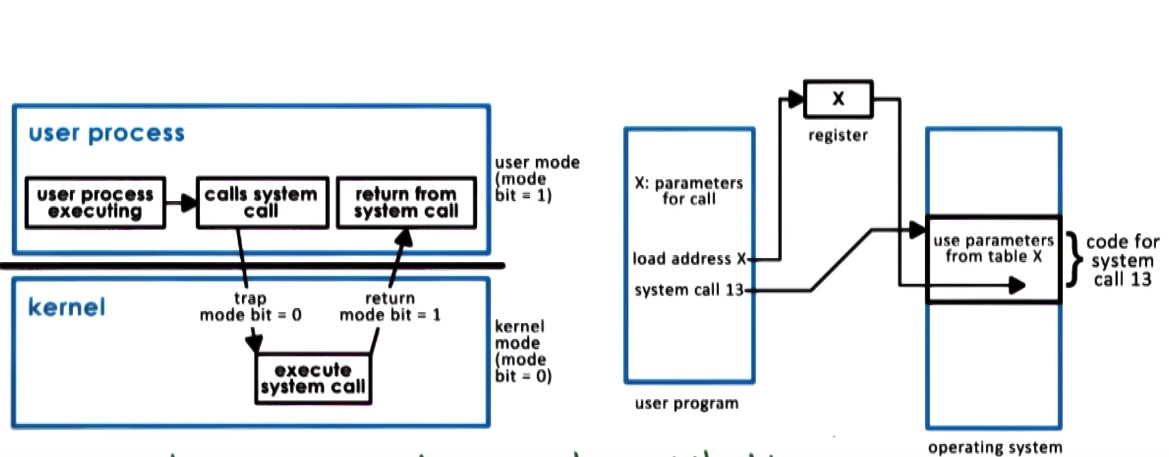 user process
user process
executing
calls system
call
return from
system call
user mode
(mode
bit = 1)
kernel
trap
mode bit = 0
return
mode bit = 1
execute
system call
kernel
mode
(mode
bit = 0)
X
register
X: parameters
for call
load address X
system call 13
user program
use parameters
from table X
code for
system
call 13
operating system